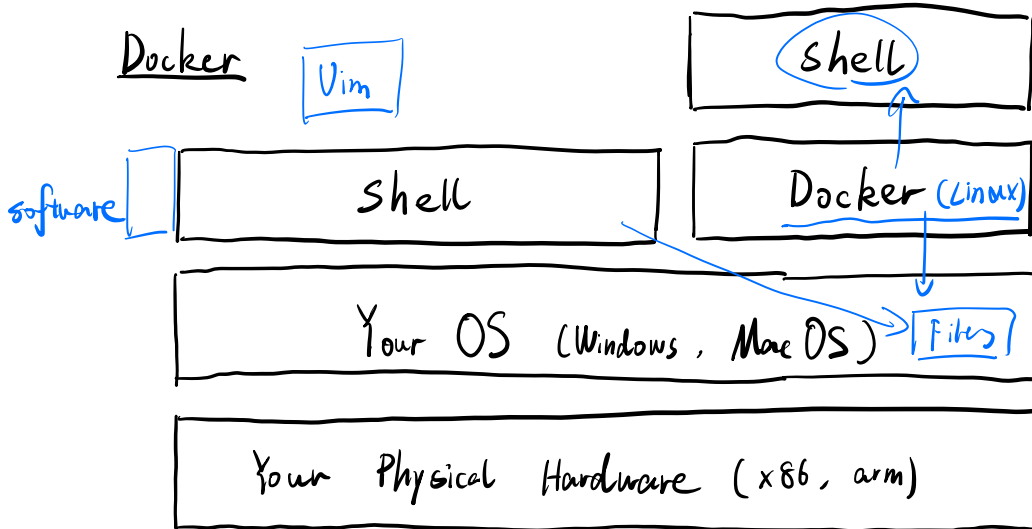 Docker
Vim
Shell
software
Shell
Docker (Linux)
Your OS (Windows, Mac OS)
Files
Your Physical Hardware (x86, arm)